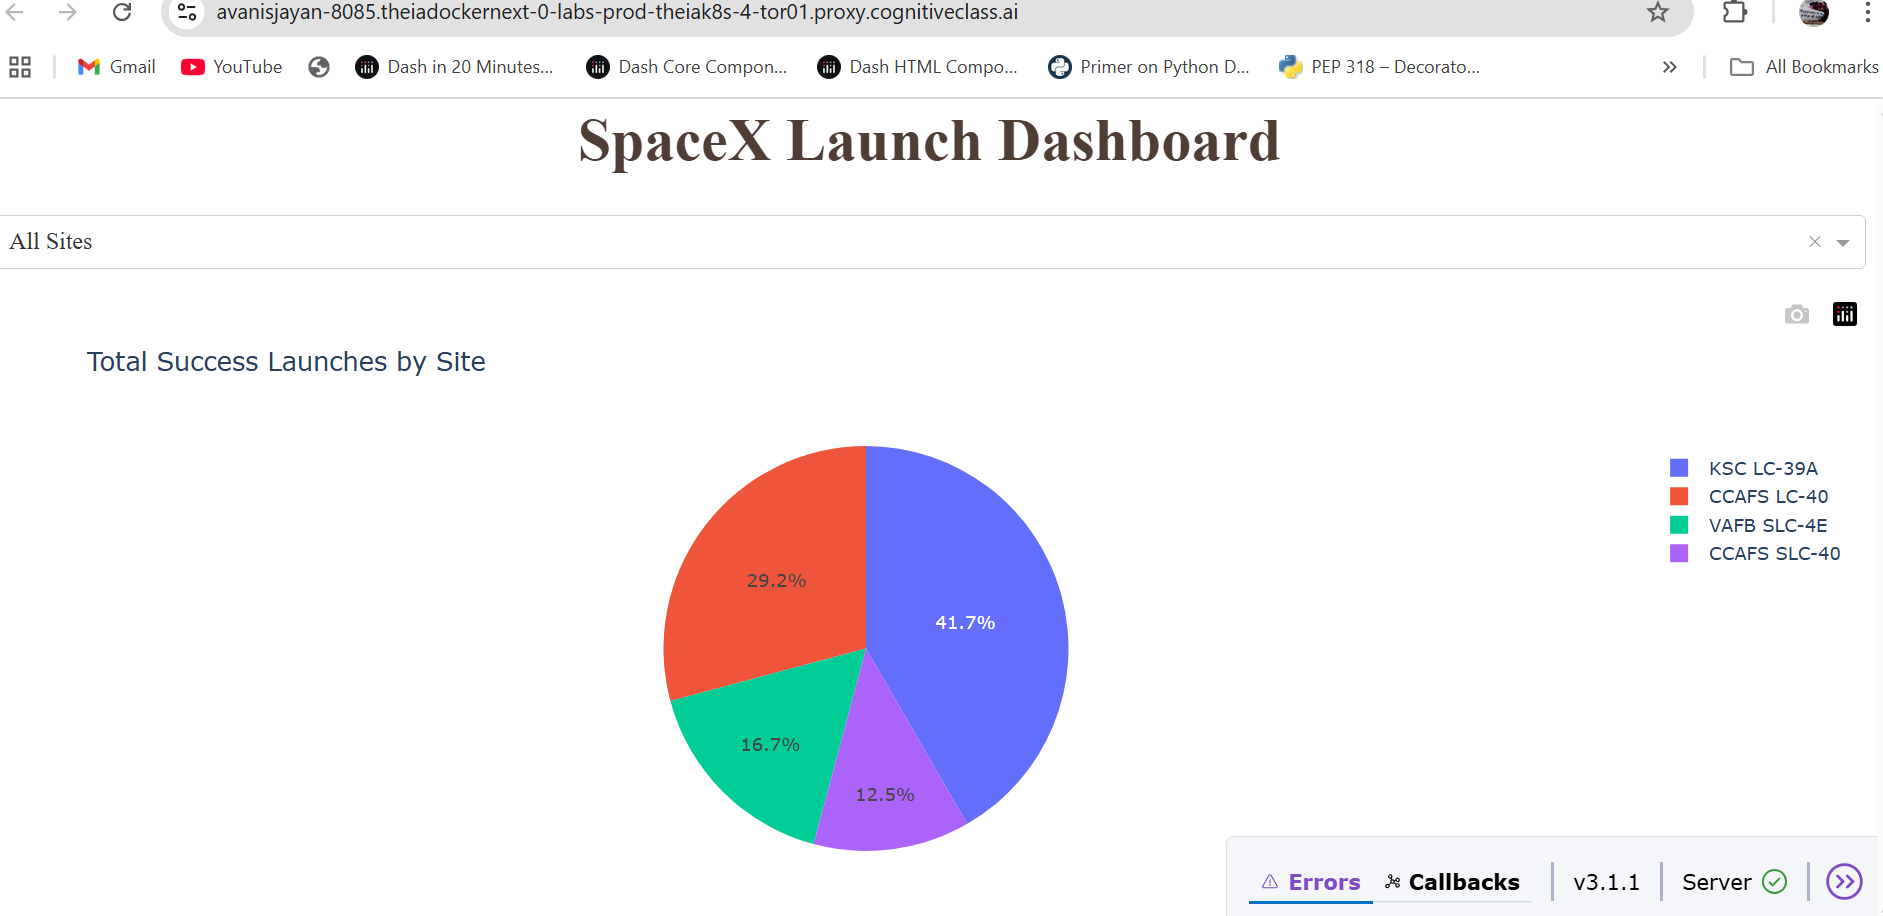 avanisjayan-8085.theiadockernext-0-labs-prod-theiak8s-4-tor01.proxy.cognitiveclass.ai
Gmail YouTube Dash in 20 Minutes... Dash Core Compon... Dash HTML Compo... Primer on Python D... PEP 318 – Decorato... » All Bookmarks
SpaceX Launch Dashboard
All Sites
Total Success Launches by Site
KSC LC-39A
CCAFS LC-40
VAFB SLC-4E
CCAFS SLC-40
29.2%
41.7%
16.7%
12.5%
Errors Callbacks v3.1.1 Server